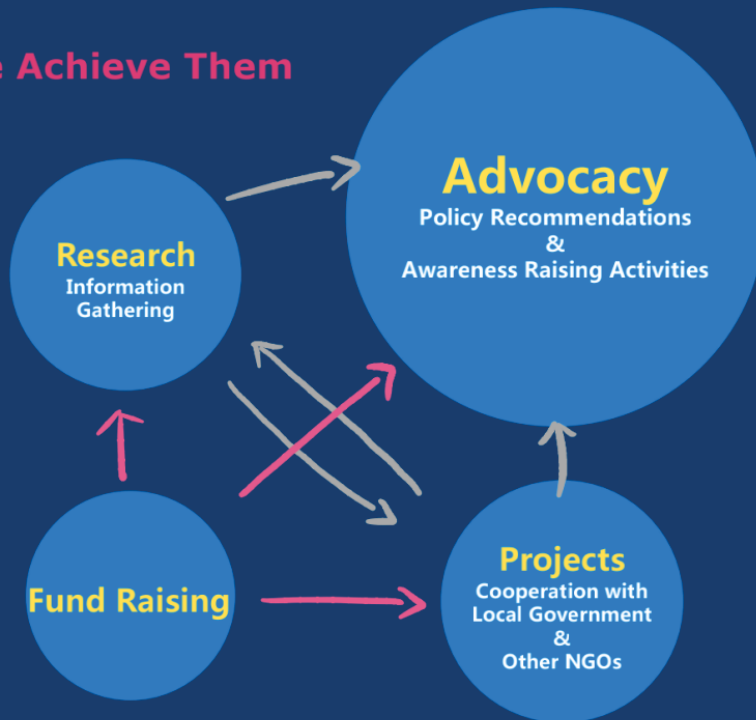 e Achieve Them
Advocacy
Policy Recommendations
&
Awareness Raising Activities
Research
Information
Gathering
Fund Raising
Projects
Cooperation with
Local Government
&
Other NGOs